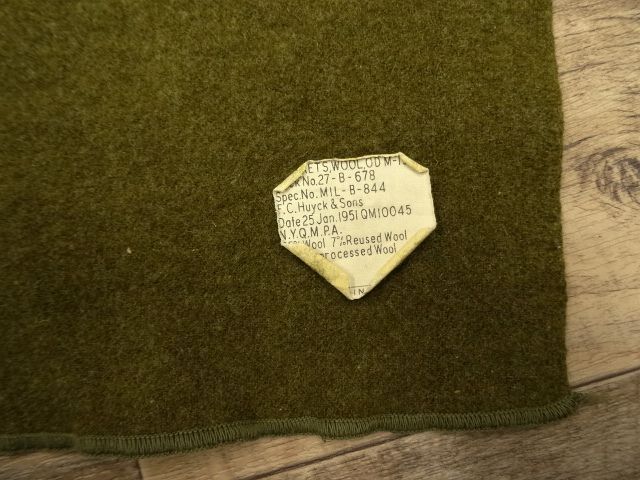 ETS, WOOL, OD M-1
k No. 27-B-678
Spec. No. MIL-B-844
F.C. Huyck & Sons
Date 25 Jan. 1951 QM10045
N.Y.Q.M.P.A.
% Wool 7% Reused Wool
processed Wool
IN